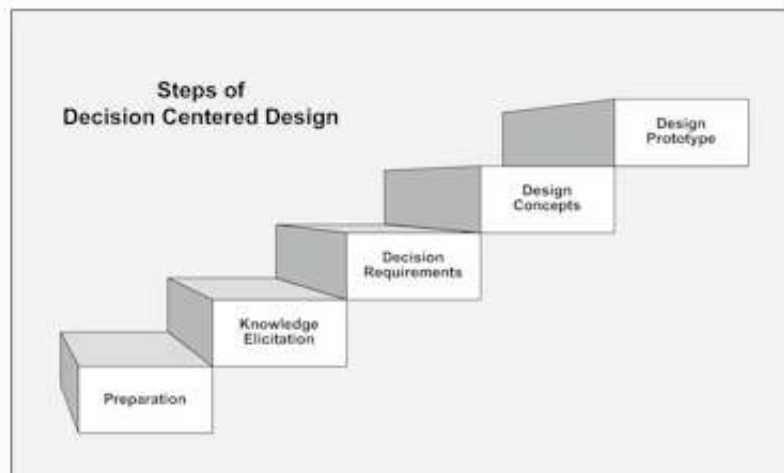 Steps of
Decision Centered Design
Design
Prototype
Design
Concepts
Decision
Requirements
Knowledge
Elicitation
Preparation